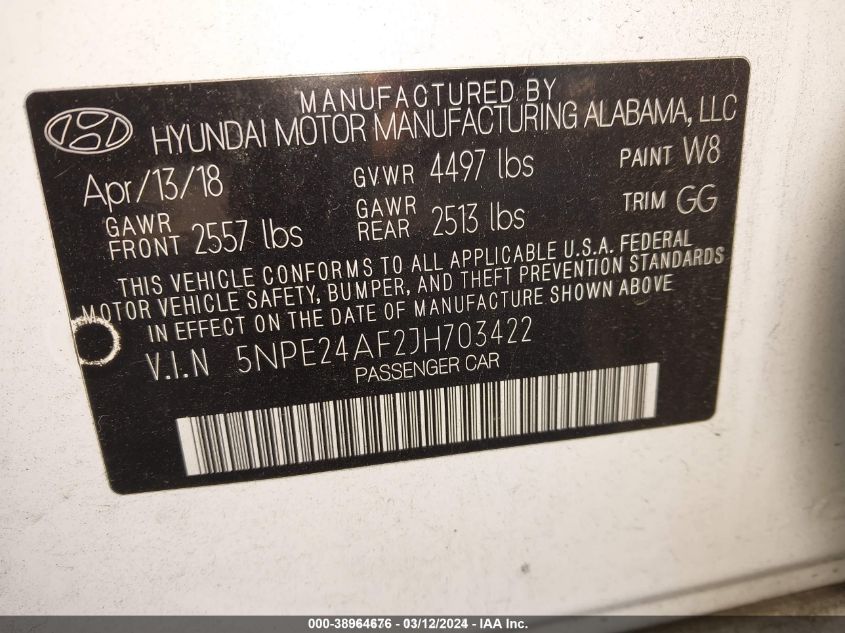 MANUFACTURED BY
HYUNDAI MOTOR MANUFACTURING ALABAMA, LLC
Apr/13/18 GVWR 4497 lbs PAINT W8
GAWR FRONT 2557 lbs GAWR REAR 2513 lbs TRIM GG
THIS VEHICLE CONFORMS TO ALL APPLICABLE U.S.A. FEDERAL
MOTOR VEHICLE SAFETY, BUMPER, AND THEFT PREVENTION STANDARDS
IN EFFECT ON THE DATE OF MANUFACTURE SHOWN ABOVE
V.I.N 5NPE24AF2JH703422
PASSENGER CAR
000-38964676 - 03/12/2024 - IAA Inc.